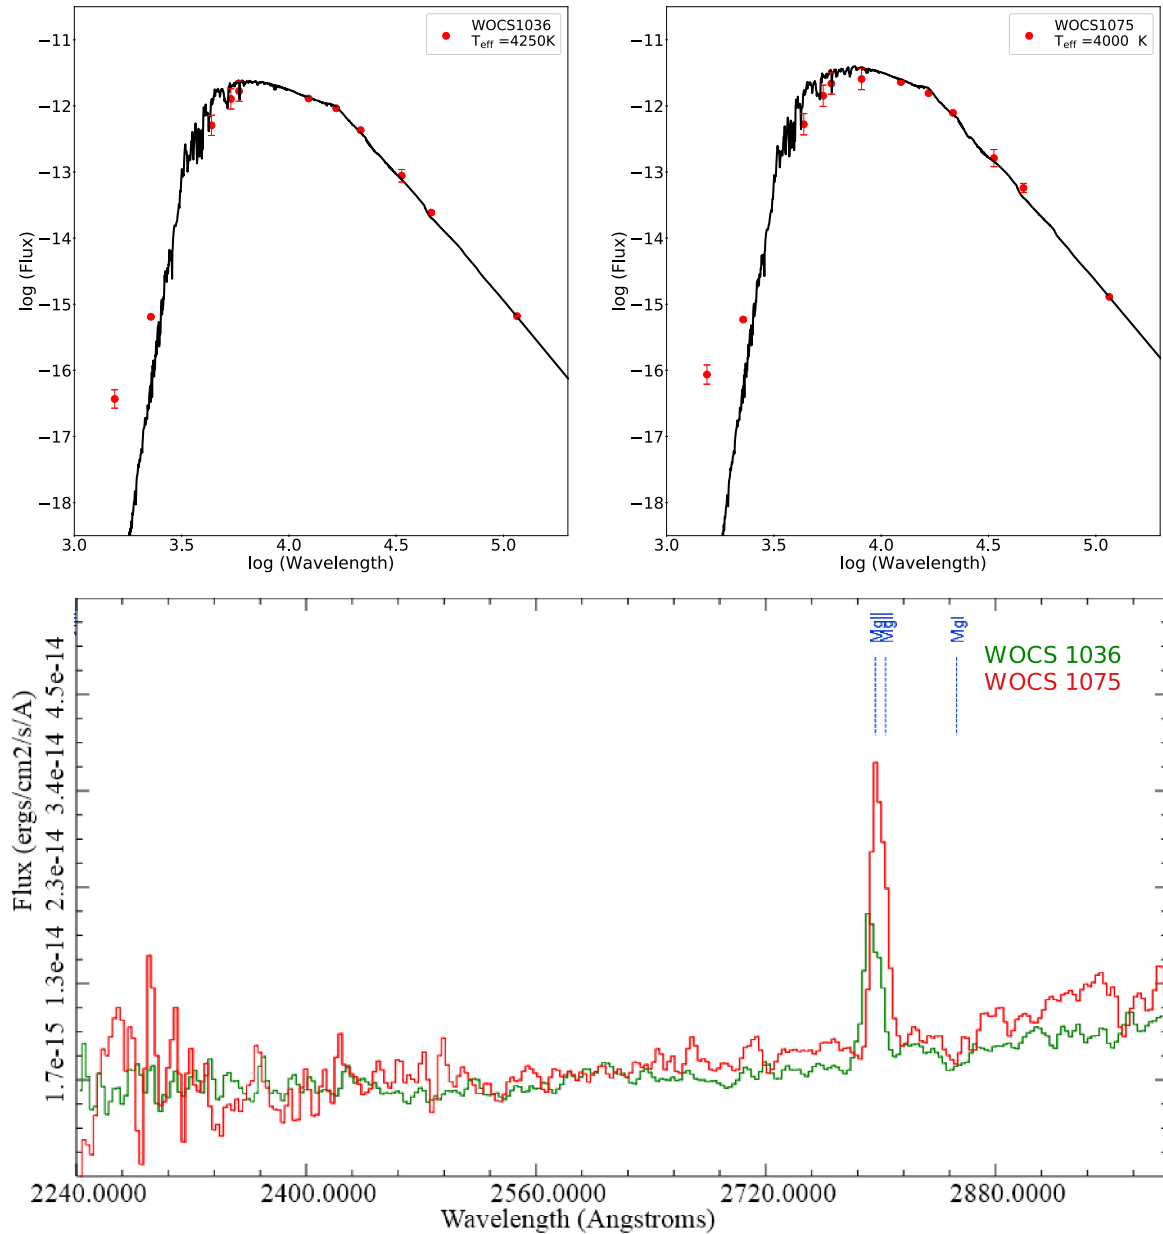 WOCS1036
T_eff =4250K
−11
−12
−13
−14
−15
−16
−17
−18
log (Flux)
3.0 3.5 4.0 4.5 5.0
log (Wavelength)
WOCS1075
T_eff =4000 K
−11
−12
−13
−14
−15
−16
−17
−18
log (Flux)
3.0 3.5 4.0 4.5 5.0
log (Wavelength)
MgII MgII MgI
WOCS 1036
WOCS 1075
4.5e-14
3.4e-14
2.3e-14
1.3e-14
1.7e-15
Flux (ergs/cm2/s/A)
2240.0000 2400.0000 2560.0000 2720.0000 2880.0000
Wavelength (Angstroms)